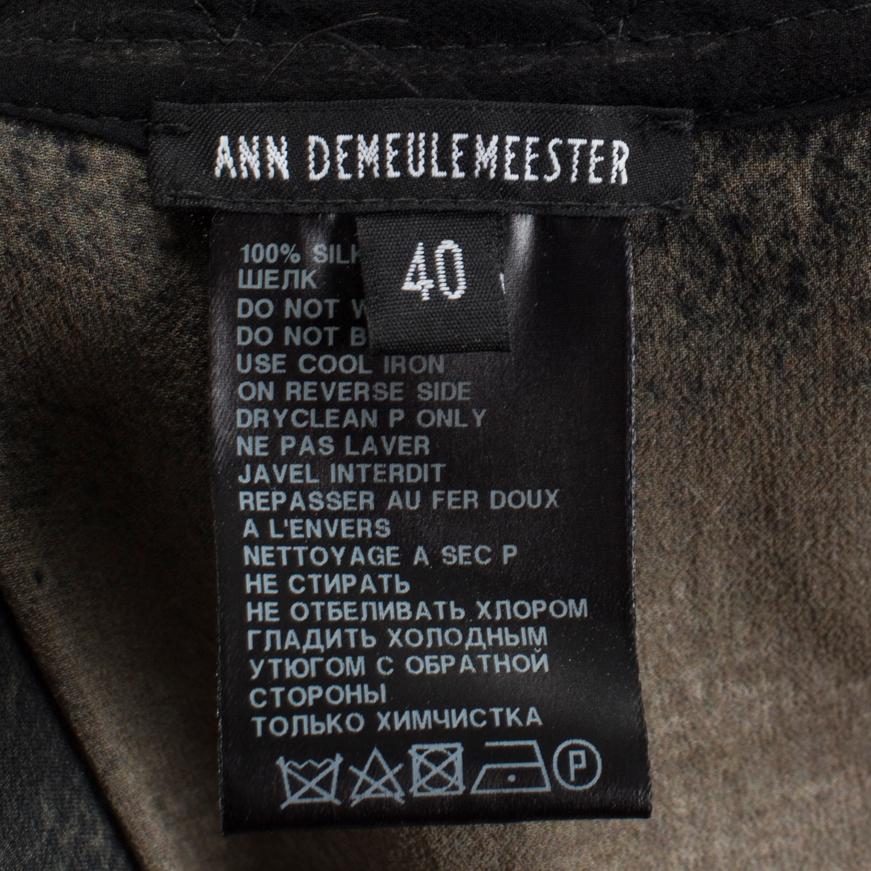 ANN DEMEULEMEESTER
40
100% SILK
ШЕЛК
DO NOT
DO NOT
USE COOL IRON
ON REVERSE SIDE
DRYCLEAN P ONLY
NE PAS LAVER
JAVEL INTERDIT
REPASSER AU FER DOUX
A L'ENVERS
NETTOYAGE A SEC P
НЕ СТИРАТЬ
НЕ ОТБЕЛИВАТЬ ХЛОРОМ
ГЛАДИТЬ ХОЛОДНЫМ
УТЮГОМ С ОБРАТНОЙ
СТОРОНЫ
ТОЛЬКО ХИМЧИСТКА
P